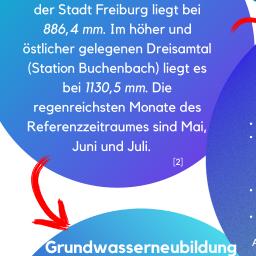 der Stadt Freiburg liegt bei
886,4 mm. Im höher und
östlicher gelegenen Dreisamtal
(Station Buchenbach) liegt es
bei 1130,5 mm. Die
regenreichsten Monate des
Referenzzeitraumes sind Mai,
Juni und Juli.
[2]
Grundwasserneubildung